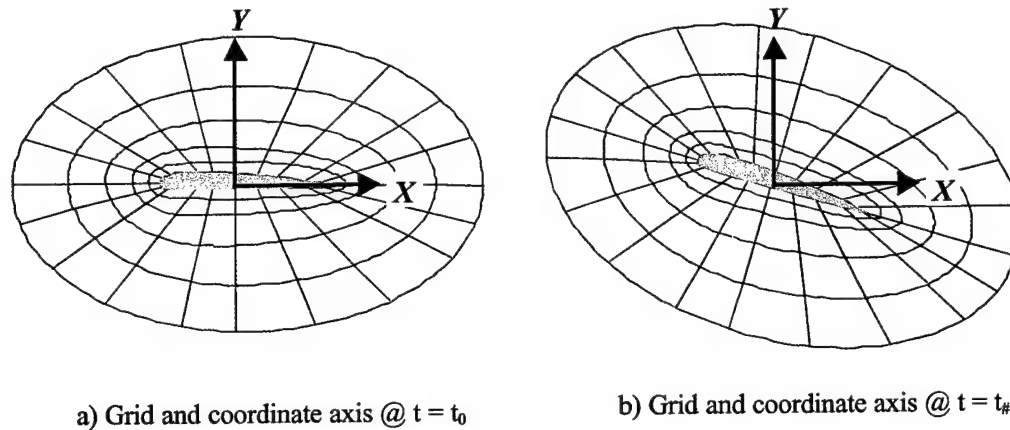 Y
X
Y
X
a) Grid and coordinate axis @ t = t₀
b) Grid and coordinate axis @ t = t#